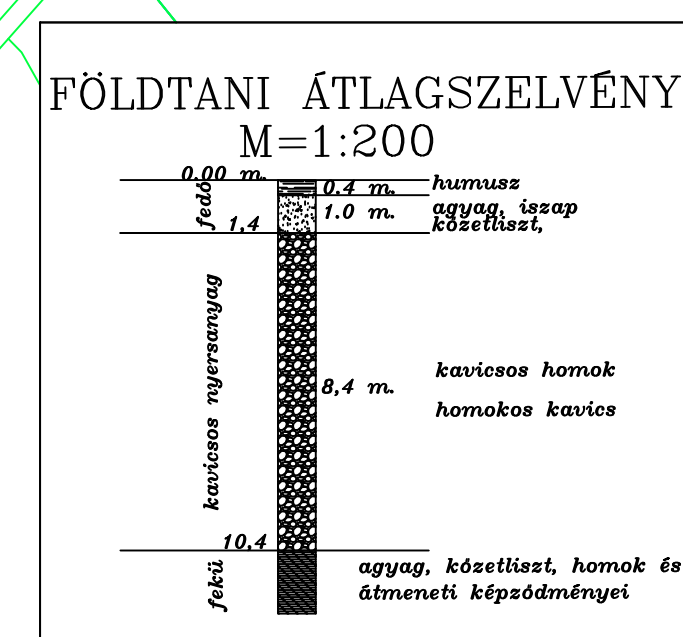 FÖLDTANI ÁTLAGSZELVÉNY
M=1:200
0.00 m.
fedő
0.4 m.
humusz
1.0 m.
agyag, iszap
kőzetliszt,
1,4
kavicsos nyersanyag
8,4 m.
kavicsos homok
homokos kavics
10,4
fekü
agyag, kőzetliszt, homok és
átmeneti képződményei